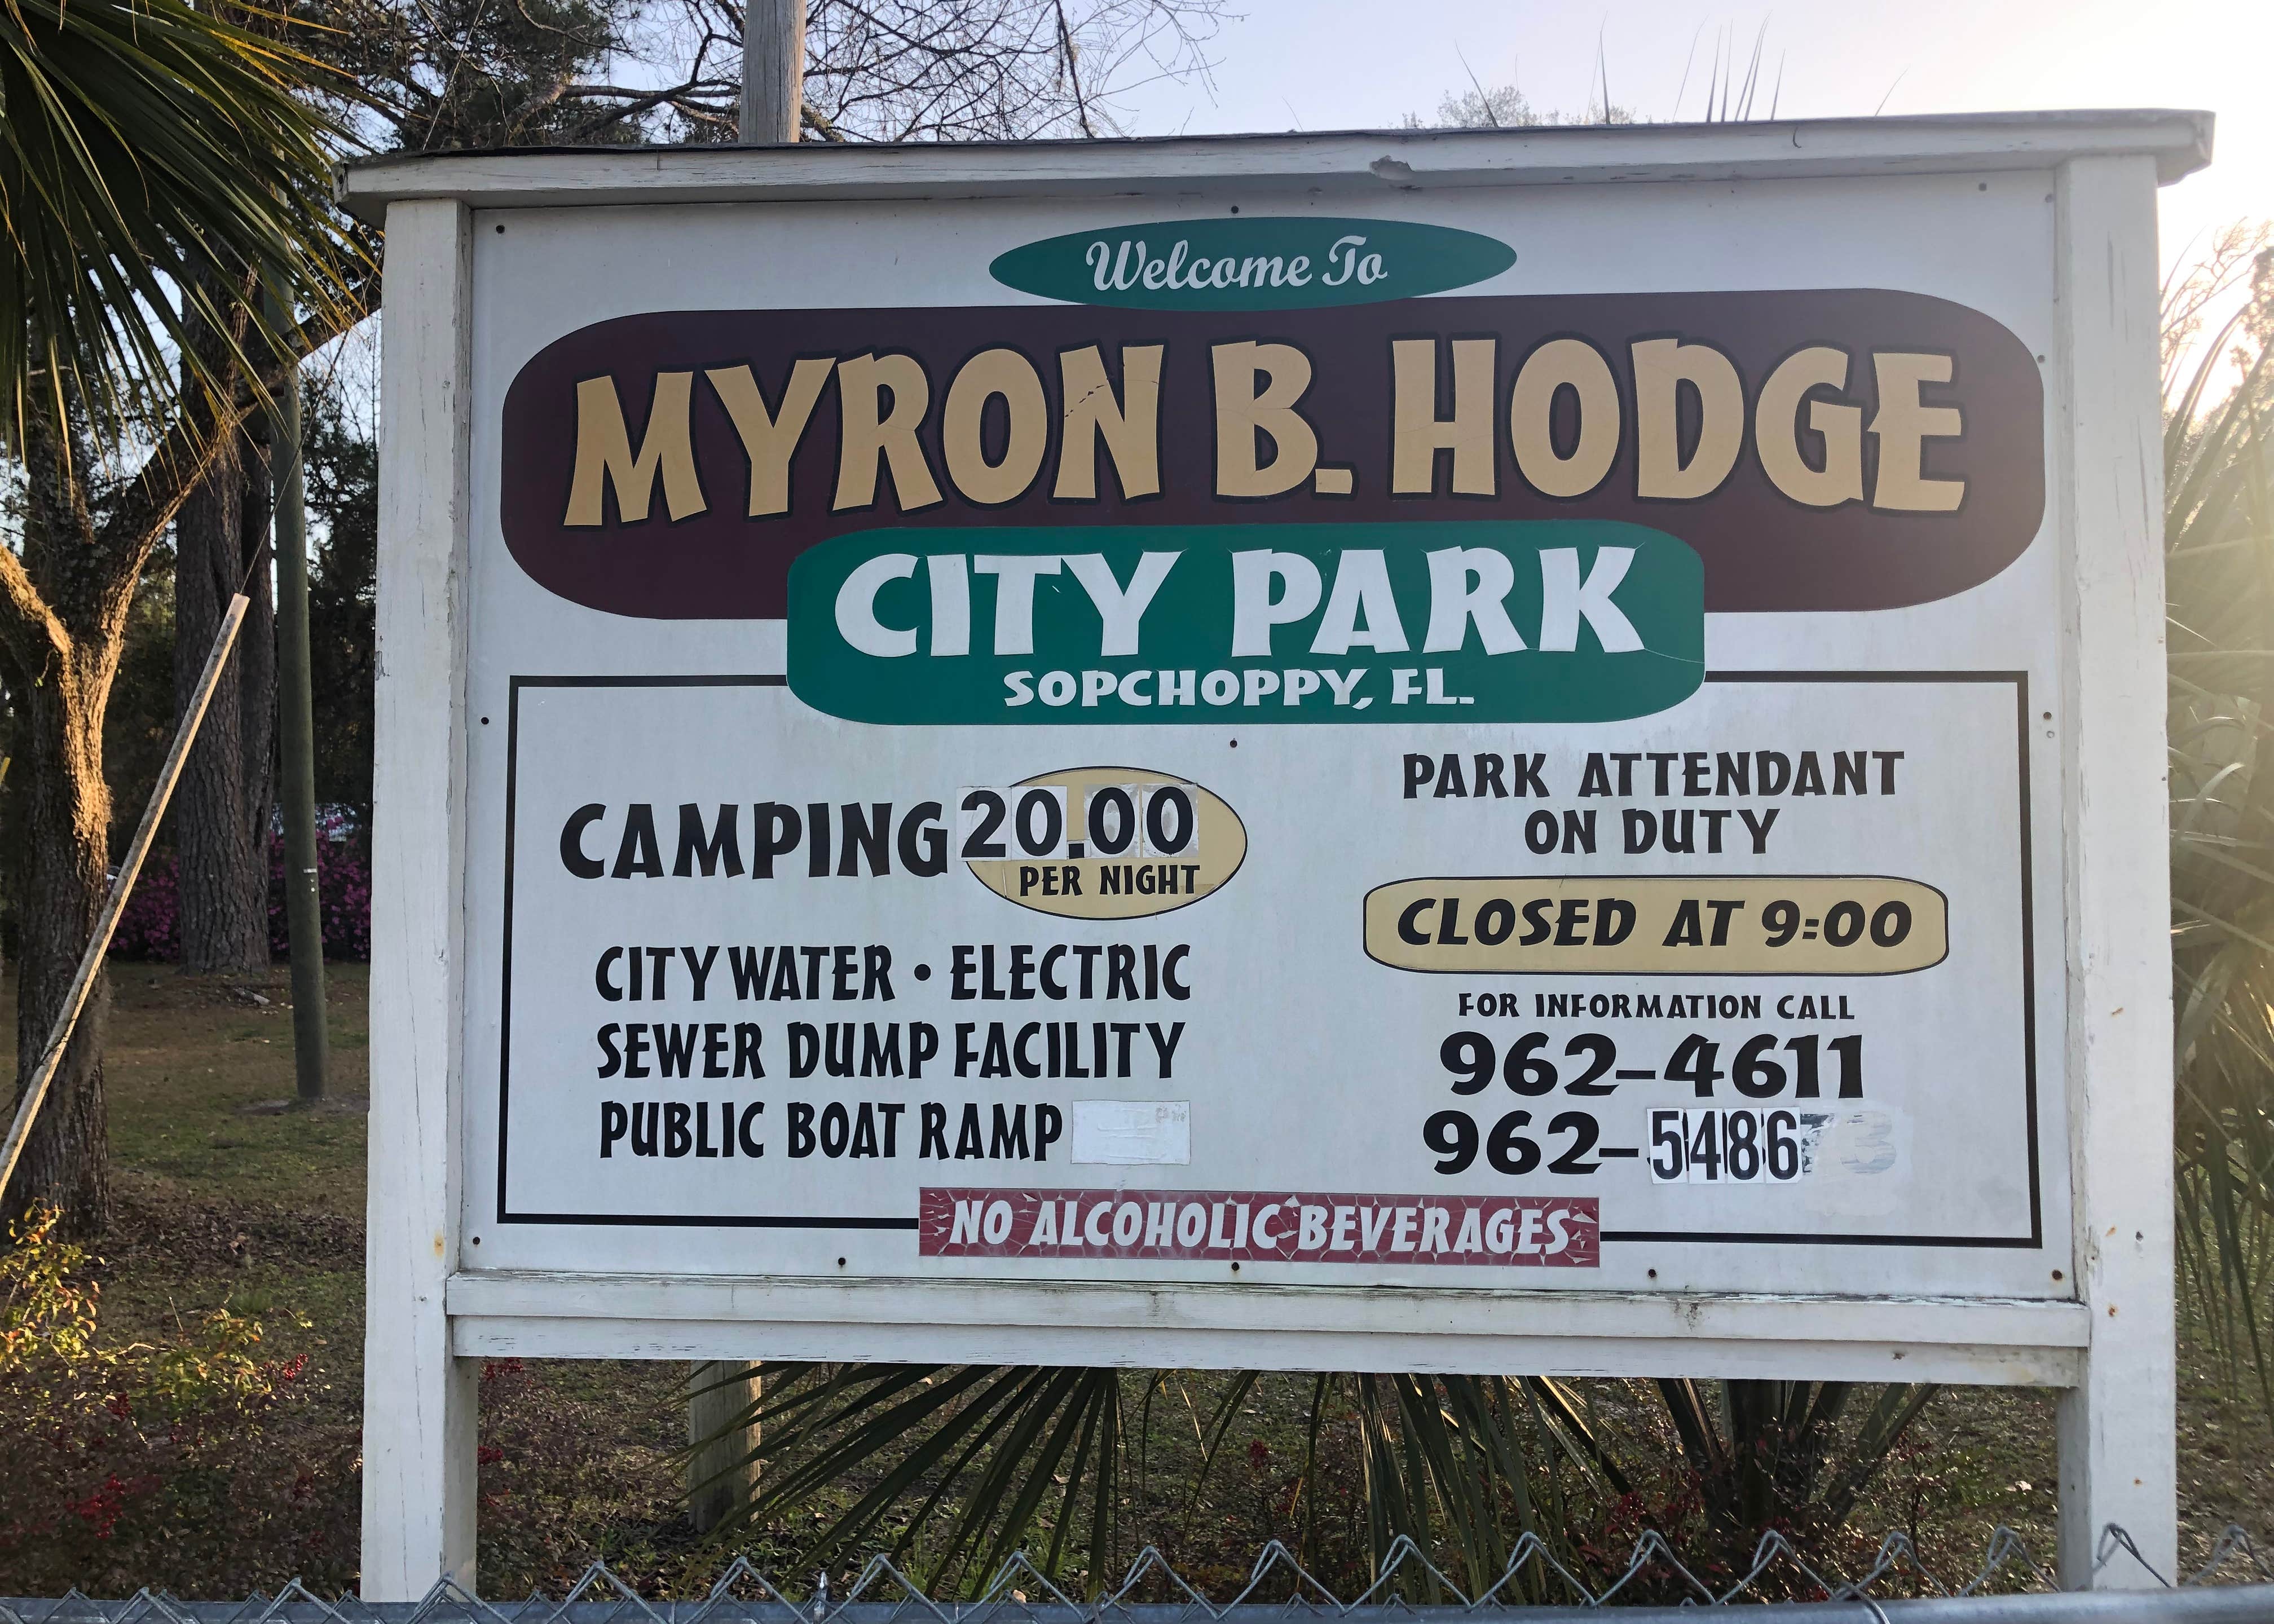 Welcome To
MYRON B. HODGE
CITY PARK
SOPCHOPPY, FL.
CAMPING 20.00
PER NIGHT
CITY WATER • ELECTRIC
SEWER DUMP FACILITY
PUBLIC BOAT RAMP
PARK ATTENDANT
ON DUTY
CLOSED AT 9:00
FOR INFORMATION CALL
962-4611
962-5486
NO ALCOHOLIC BEVERAGES